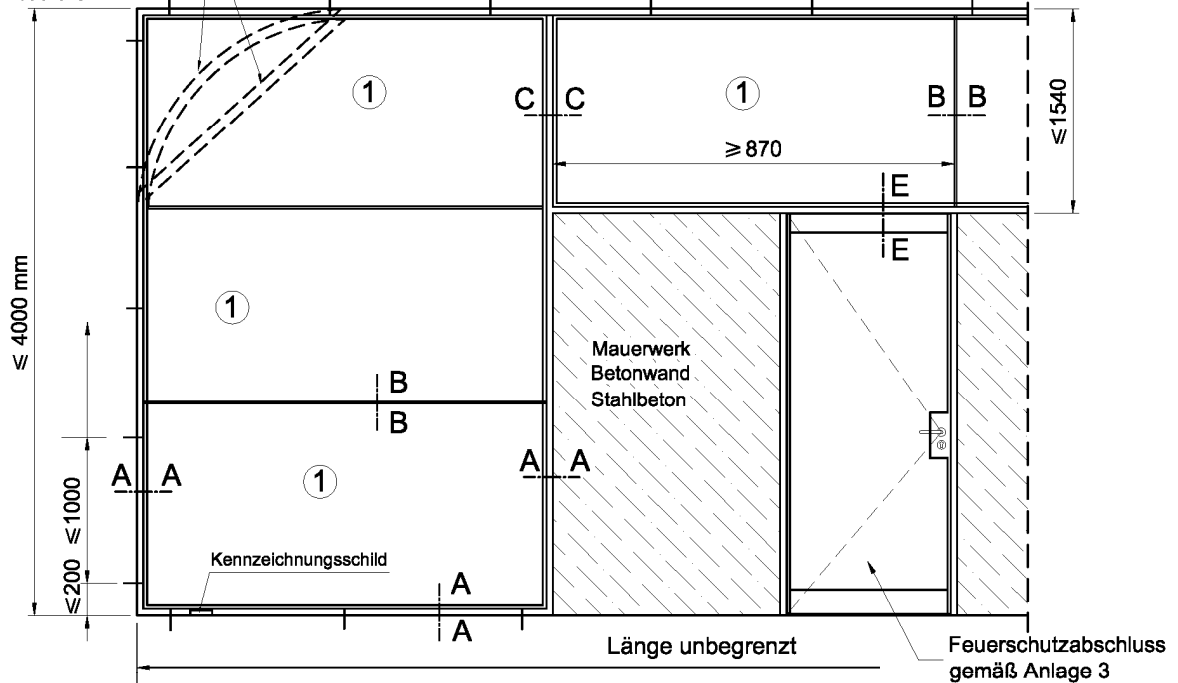 1
C C
1
B B
≤1540
≥870
E
E
≤ 4000 mm
1
Mauerwerk
Betonwand
Stahlbeton
B
B
A A
A A
1
≤1000
≤200
Kennzeichnungsschild
A
A
Länge unbegrenzt
Feuerschutzabschluss
gemäß Anlage 3